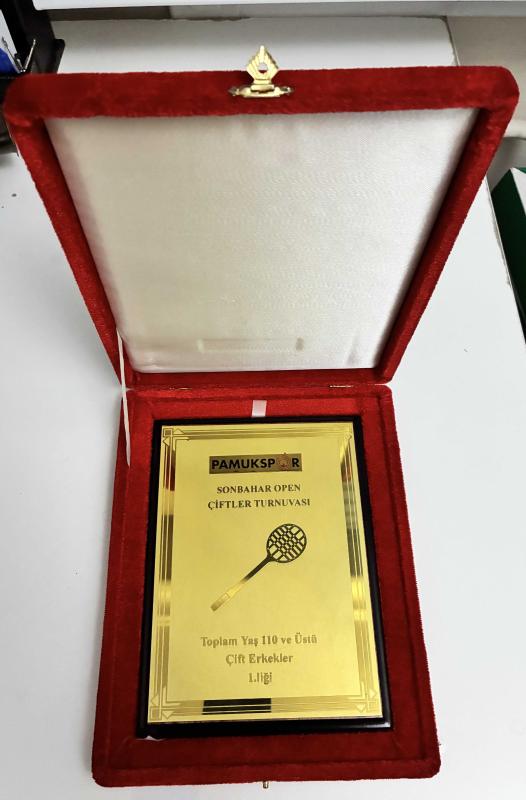 PAMUKSPOR
SONBAHAR OPEN
ÇİFTLER TURNUVASI
Toplam Yaş 110 ve Üstü
Çift Erkekler
1.liği